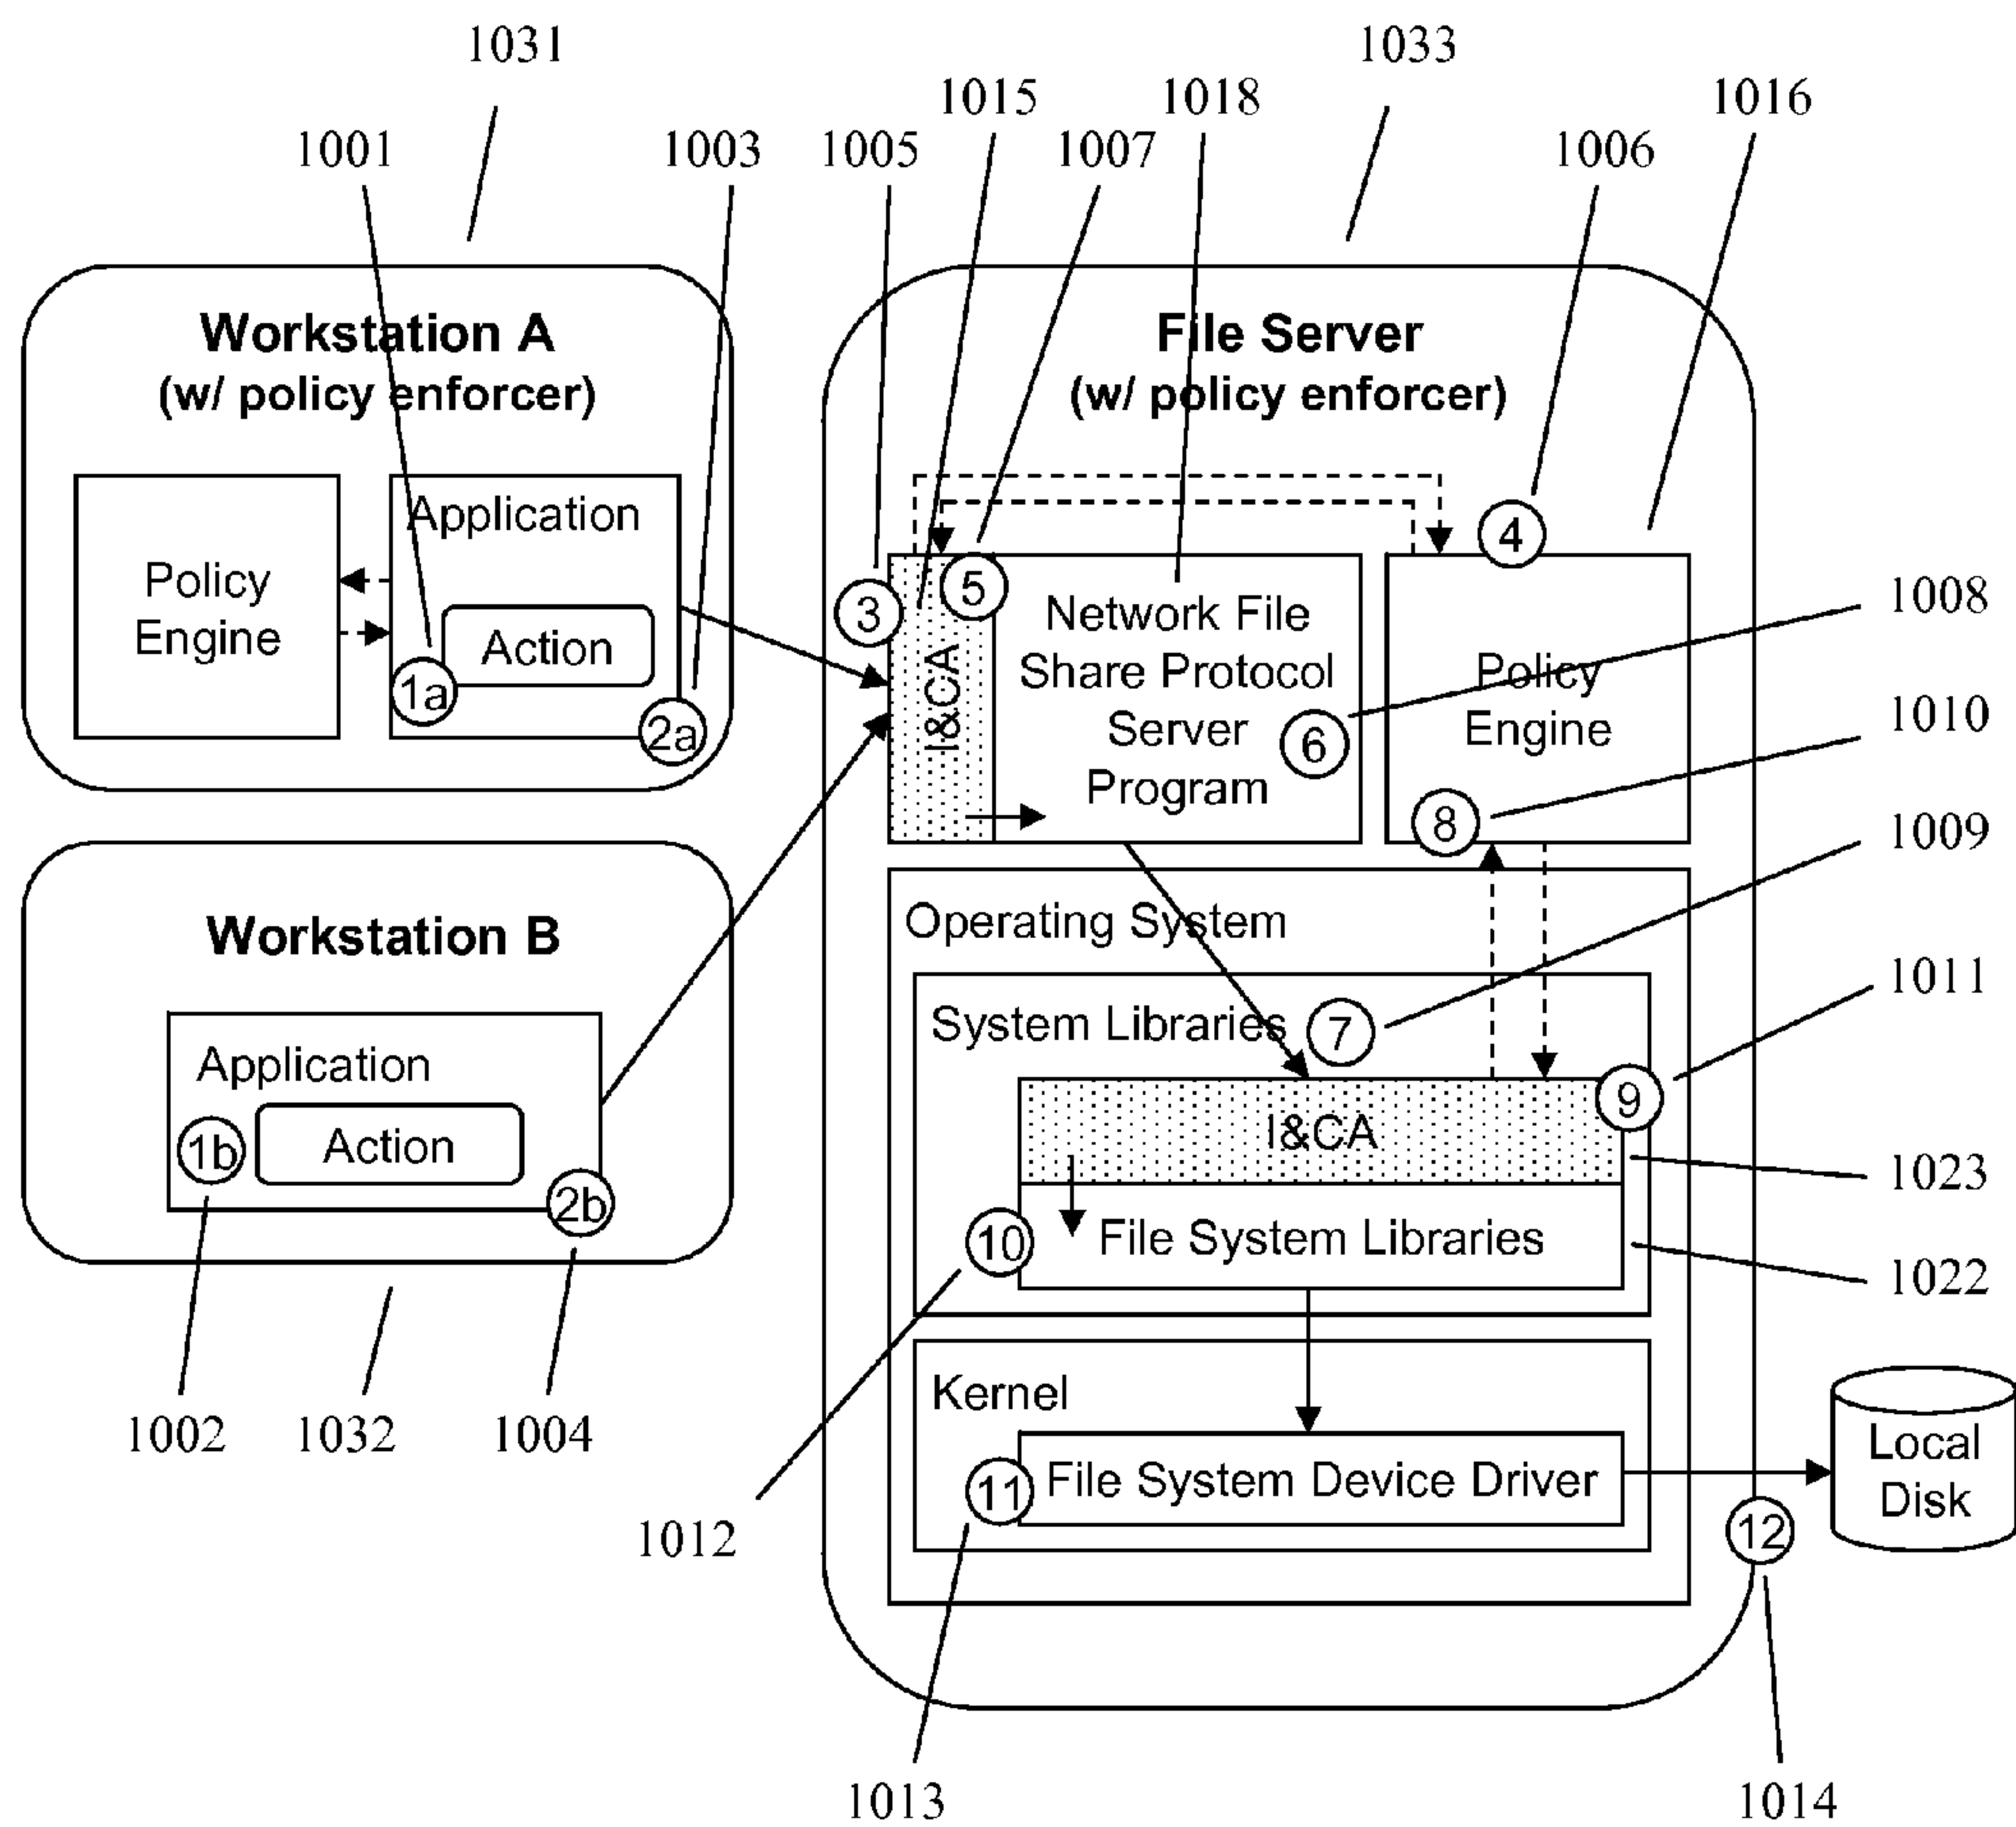 1031
1033
1015
1018
1016
1001
1003
1005
1007
1006
Workstation A
(w/ policy enforcer)
Policy
Engine
Application
Action
1a
2a
File Server
(w/ policy enforcer)
3
5
4
I&CA
Network File
Share Protocol
Server
Program
6
Policy
Engine
8
1008
1010
1009
1011
Workstation B
Application
1b
Action
2b
1002
1032
1004
Operating System
System Libraries
7
I&CA
9
10
File System Libraries
1023
1022
Kernel
11
File System Device Driver
Local
Disk
12
1012
1013
1014